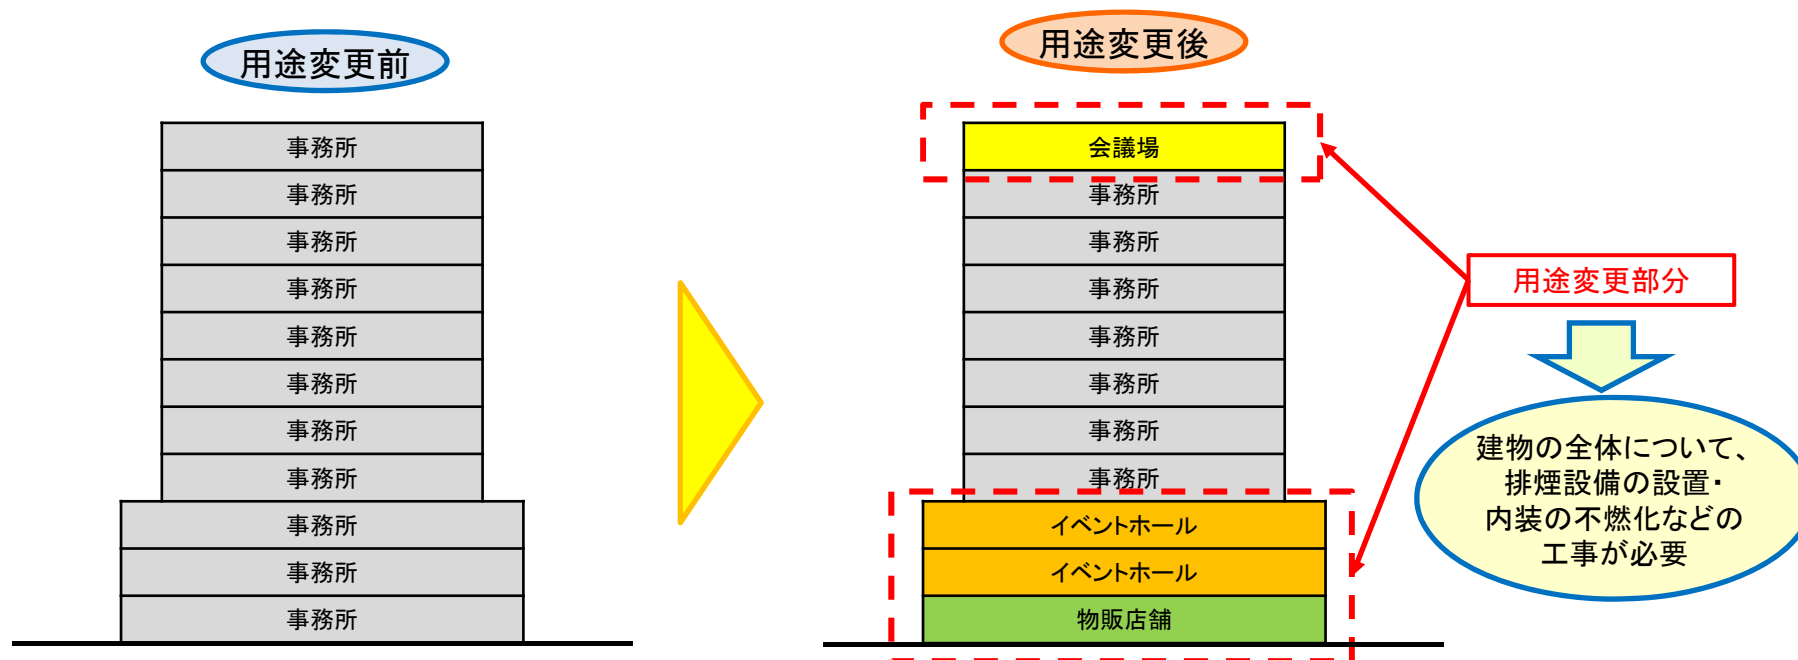 用途変更前
事務所
事務所
事務所
事務所
事務所
事務所
事務所
事務所
事務所
事務所
事務所
用途変更後
会議場
事務所
事務所
事務所
事務所
事務所
事務所
事務所
イベントホール
イベントホール
物販店舗
用途変更部分
建物の全体について、
排煙設備の設置・
内装の不燃化などの
工事が必要